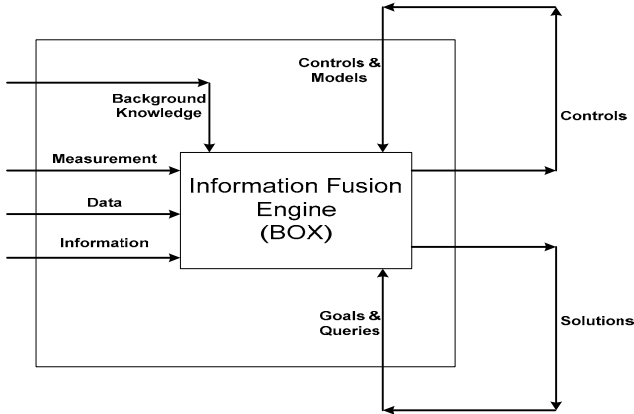 Controls &
Models
Background
Knowledge
Controls
Measurement
Information Fusion
Engine
(BOX)
Data
Information
Goals &
Queries
Solutions